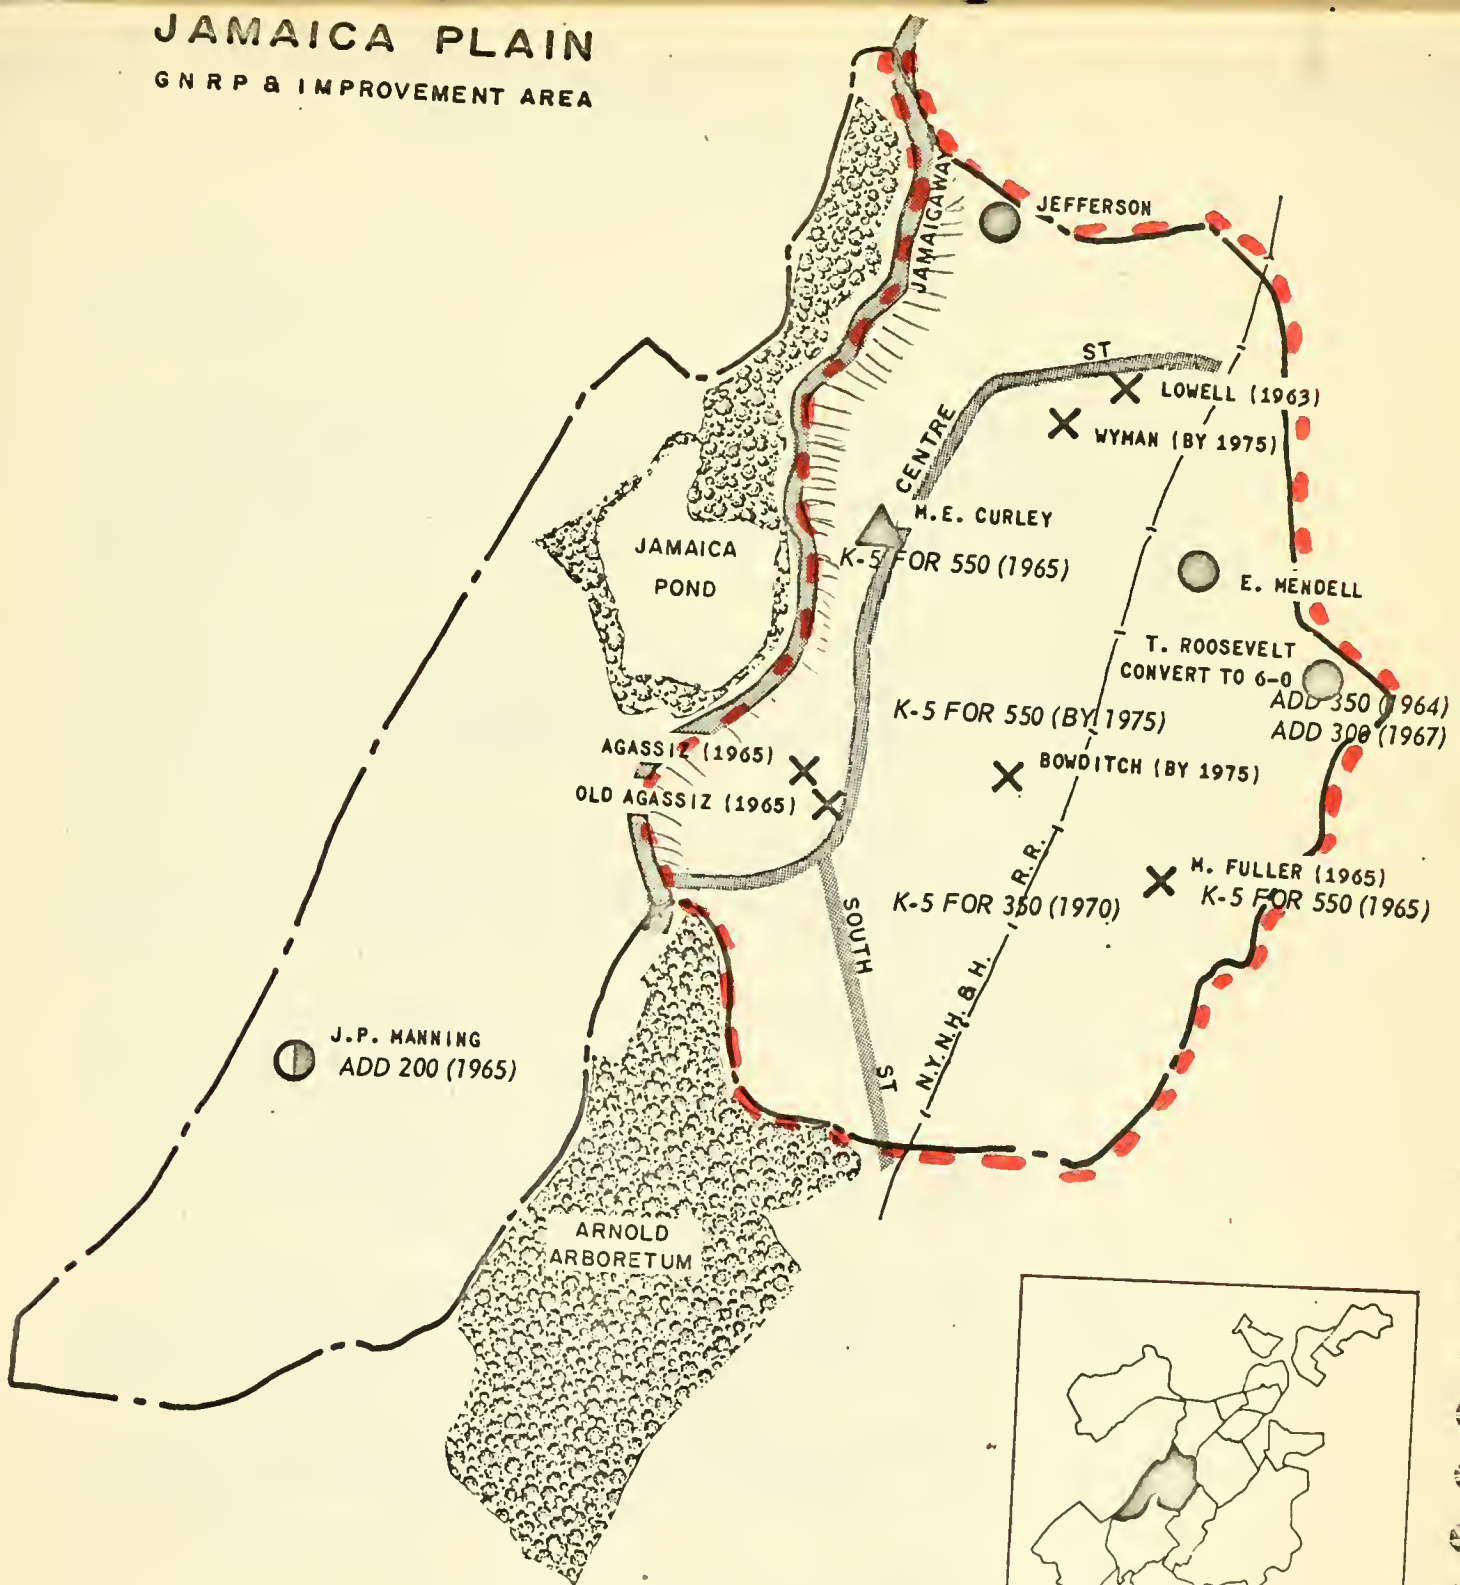 JAMAICA PLAIN
GNRP & IMPROVEMENT AREA
JAMAIGAWAY
JEFFERSON
ST
CENTRE
LOWELL (1963)
WYMAN (BY 1975)
M.E. CURLEY
K-5 FOR 550 (1965)
JAMAICA
POND
E. MENDELL
T. ROOSEVELT
CONVERT TO 6-0
ADD 350 (1964)
ADD 300 (1967)
K-5 FOR 550 (BY 1975)
AGASSIZ (1965)
OLD AGASSIZ (1965)
BOWDITCH (BY 1975)
M. FULLER (1965)
K-5 FOR 550 (1965)
K-5 FOR 350 (1970)
SOUTH
ST
N.Y.N.H. & H. R.R.
J.P. MANNING
ADD 200 (1965)
ARNOLD
ARBORETUM